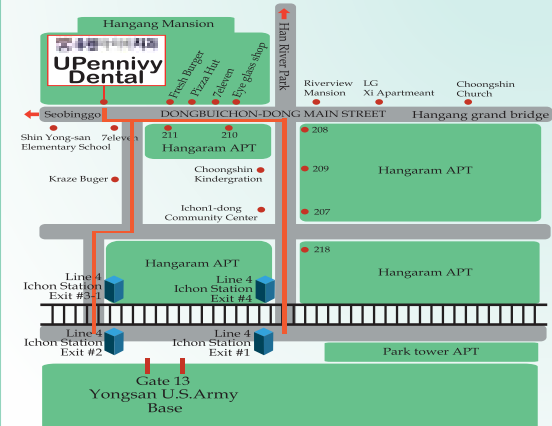 Hangang Mansion
UPennivy
Dental
Fresh Burger
Pizza Hut
7eleven
Eye glass shop
Han River Park
Riverview
Mansion
LG
Xi Apartmeant
Choongshin
Church
Seobinggo
DONGBUICHON-DONG MAIN STREET
Hangang grand bridge
Shin Yong-san
Elementary School
7eleven
211
210
Hangaram APT
208
Kraze Buger
Choongshin
Kindergration
209
Hangaram APT
Ichon1-dong
Community Center
207
218
Hangaram APT
Hangaram APT
Line 4
Ichon Station
Exit #3-1
Line 4
Ichon Station
Exit #4
Line 4
Ichon Station
Exit #2
Line 4
Ichon Station
Exit #1
Park tower APT
Gate 13
Yongsan U.S.Army
Base